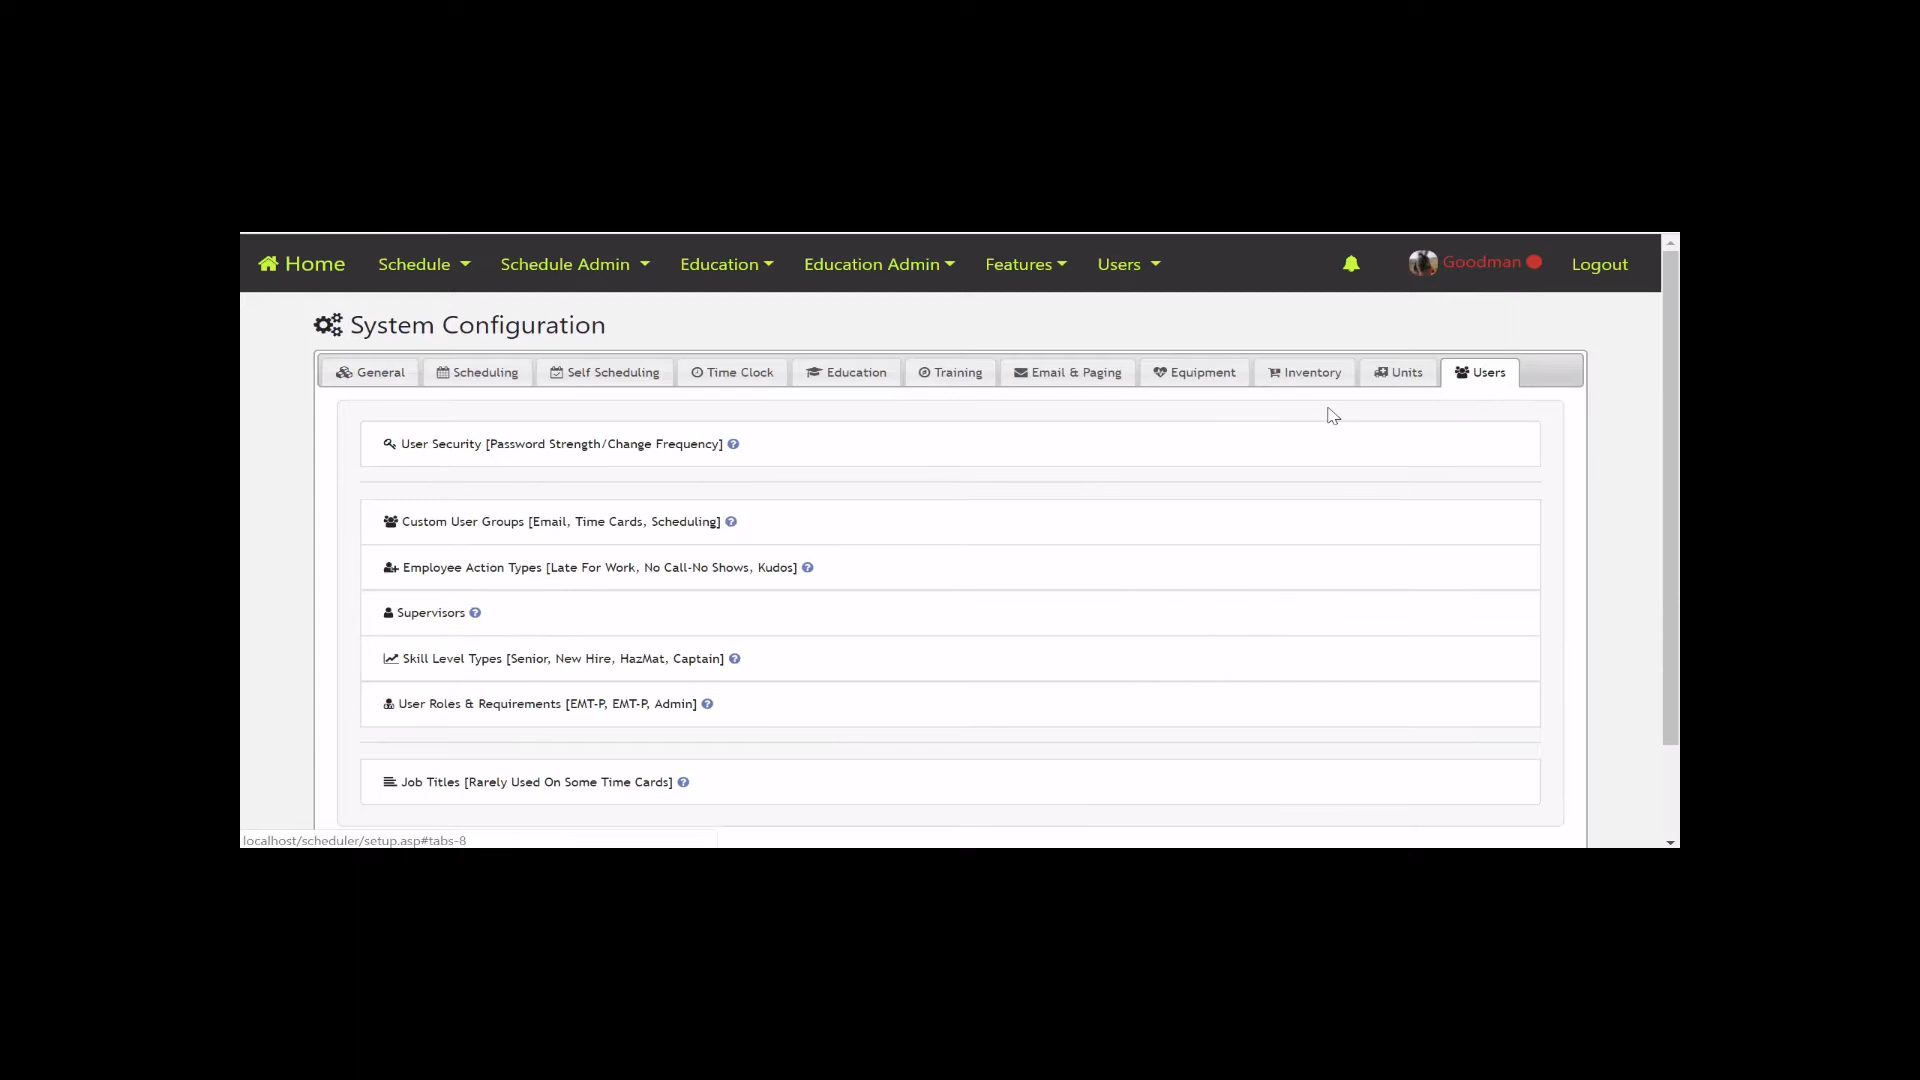 Home Schedule Schedule Admin Education Education Admin Features Users Goodman Logout
System Configuration
General Scheduling Self Scheduling Time Clock Education Training Email & Paging Equipment Inventory Units Users
User Security [Password Strength/Change Frequency]
Custom User Groups [Email, Time Cards, Scheduling]
Employee Action Types [Late For Work, No Call-No Shows, Kudos]
Supervisors
Skill Level Types [Senior, New Hire, HazMat, Captain]
User Roles & Requirements [EMT-P, EMT-P, Admin]
Job Titles [Rarely Used On Some Time Cards]
localhost/scheduler/setup.asp#tabs-8